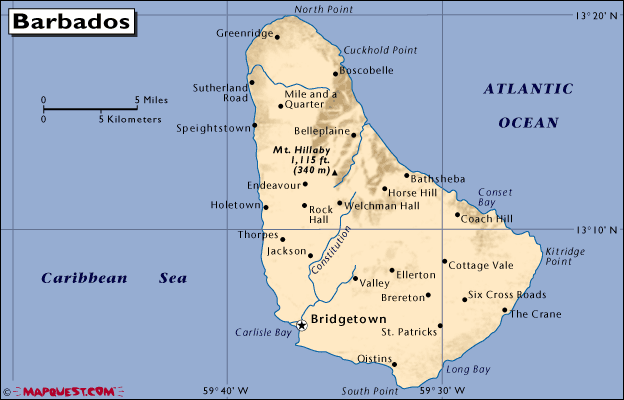 Barbados
North Point
13°20'
Greenridge
Cuckhold Point
Boscobelle
Sutherland
Road
Mile and a
Quarter
ATLANTIC
OCEAN
0 5 Miles
0 5 Kilometers
Speightstown
Belleplaine
Mt. Hillaby
1,115 ft.
(340 m)
Bathsheba
Endeavour
Horse Hill
Conset
Bay
Holetown
Rock
Hall
Welchman Hall
Coach Hill
13°10'
Thorpes
Jackson
Constitution
Kitridge
Point
Caribbean Sea
Cottage Vale
Ellerton
Valley
Brereton
Six Cross Roads
The Crane
Bridgetown
Carlisle Bay
St. Patricks
Oistins
Long Bay
South Point
© MAPQUEST.COM
59°40'
59°30'